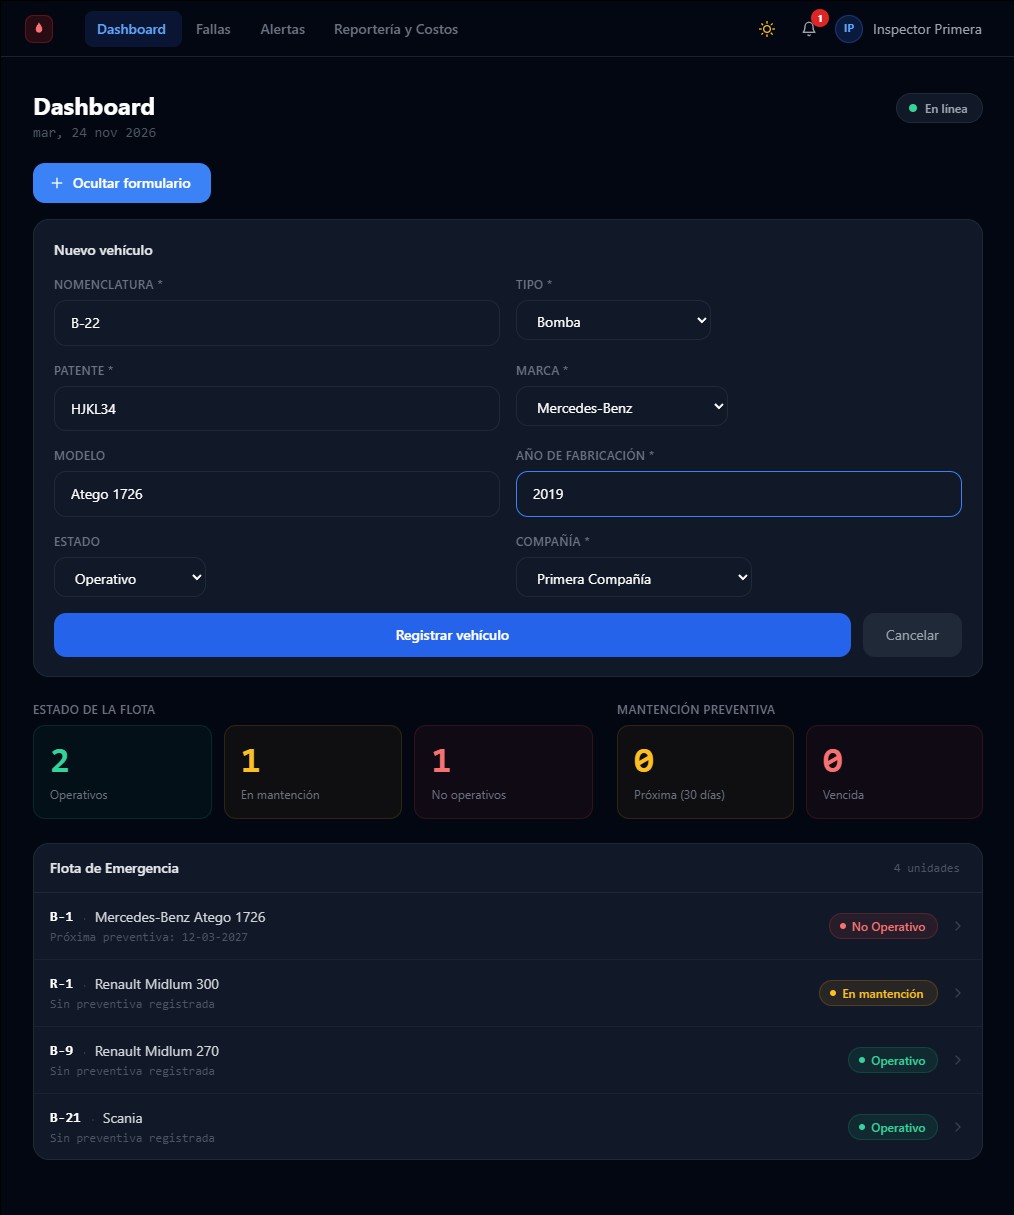 Dashboard Fallas Alertas Reportería y Costos 1 IP Inspector Primera
Dashboard
En línea
mar, 24 nov 2026
+ Ocultar formulario
Nuevo vehículo
NOMENCLATURA * TIPO *
B-22 Bomba
PATENTE * MARCA *
HJKL34 Mercedes-Benz
MODELO AÑO DE FABRICACIÓN *
Atego 1726 2019
ESTADO COMPAÑÍA *
Operativo Primera Compañía
Registrar vehículo Cancelar
ESTADO DE LA FLOTA MANTENCIÓN PREVENTIVA
2 1 1 0 0
Operativos En mantención No operativos Próxima (30 días) Vencida
Flota de Emergencia 4 unidades
B-1 · Mercedes-Benz Atego 1726
Próxima preventiva: 12-03-2027
No Operativo
R-1 · Renault Midlum 300
Sin preventiva registrada
En mantención
B-9 · Renault Midlum 270
Sin preventiva registrada
Operativo
B-21 · Scania
Sin preventiva registrada
Operativo